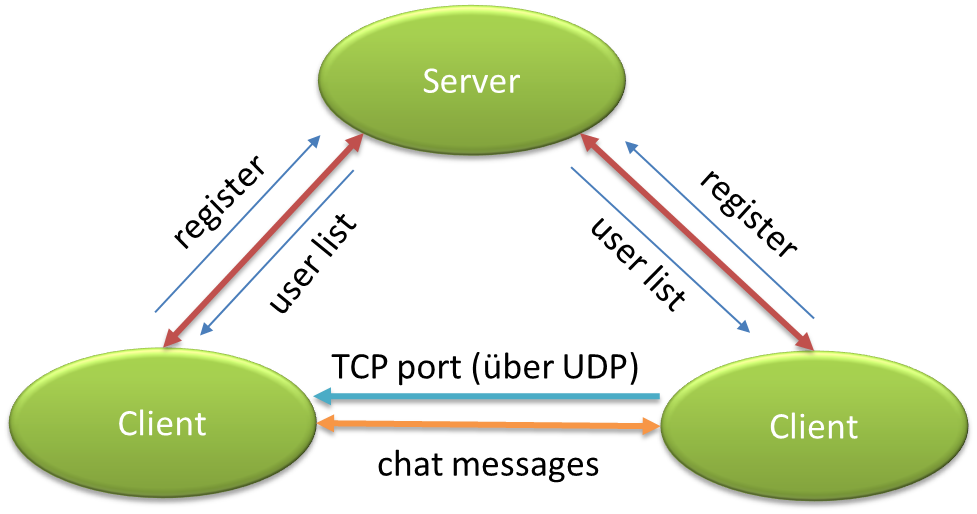 Server
register
user list
user list
register
TCP port (über UDP)
Client
Client
chat messages